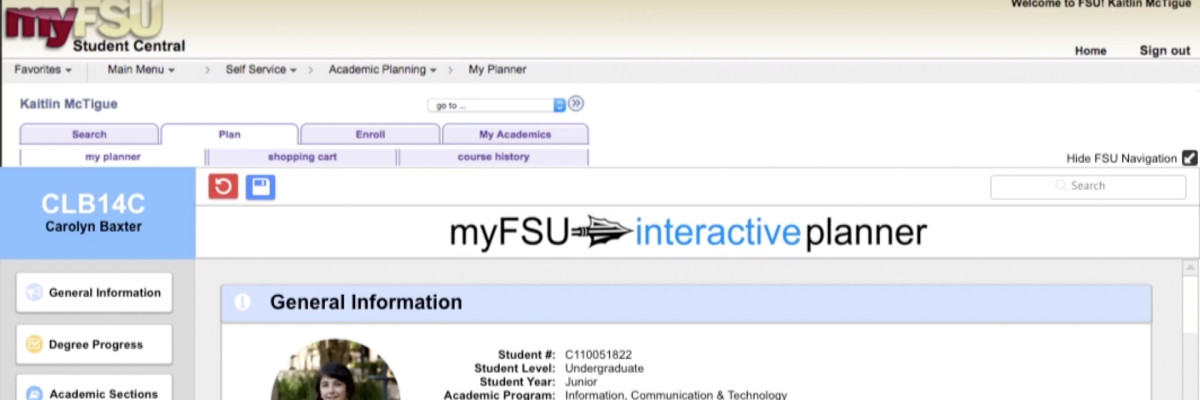 Welcome to FSU! Kaitlin McTigue
myFSU
Student Central
Home Sign out
Favorites Main Menu > Self Service > Academic Planning > My Planner
Kaitlin McTigue
go to ...
Search Plan Enroll My Academics
my planner shopping cart course history
Hide FSU Navigation
CLB14C
Carolyn Baxter
Search
myFSU interactive planner
General Information
General Information
Degree Progress
Academic Sections
Student #: C110051822
Student Level: Undergraduate
Student Year: Junior
Academic Program: Information, Communication & Technology